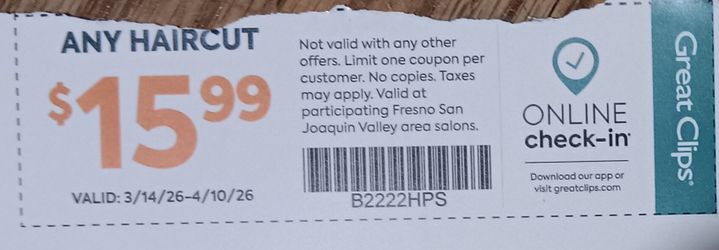 ANY HAIRCUT
$15.99
VALID: 3/14/26-4/10/26
Not valid with any other
offers. Limit one coupon per
customer. No copies. Taxes
may apply. Valid at
participating Fresno San
Joaquin Valley area salons.
B2222HPS
ONLINE
check-in
Download our app or
visit greatclips.com
Great Clips®